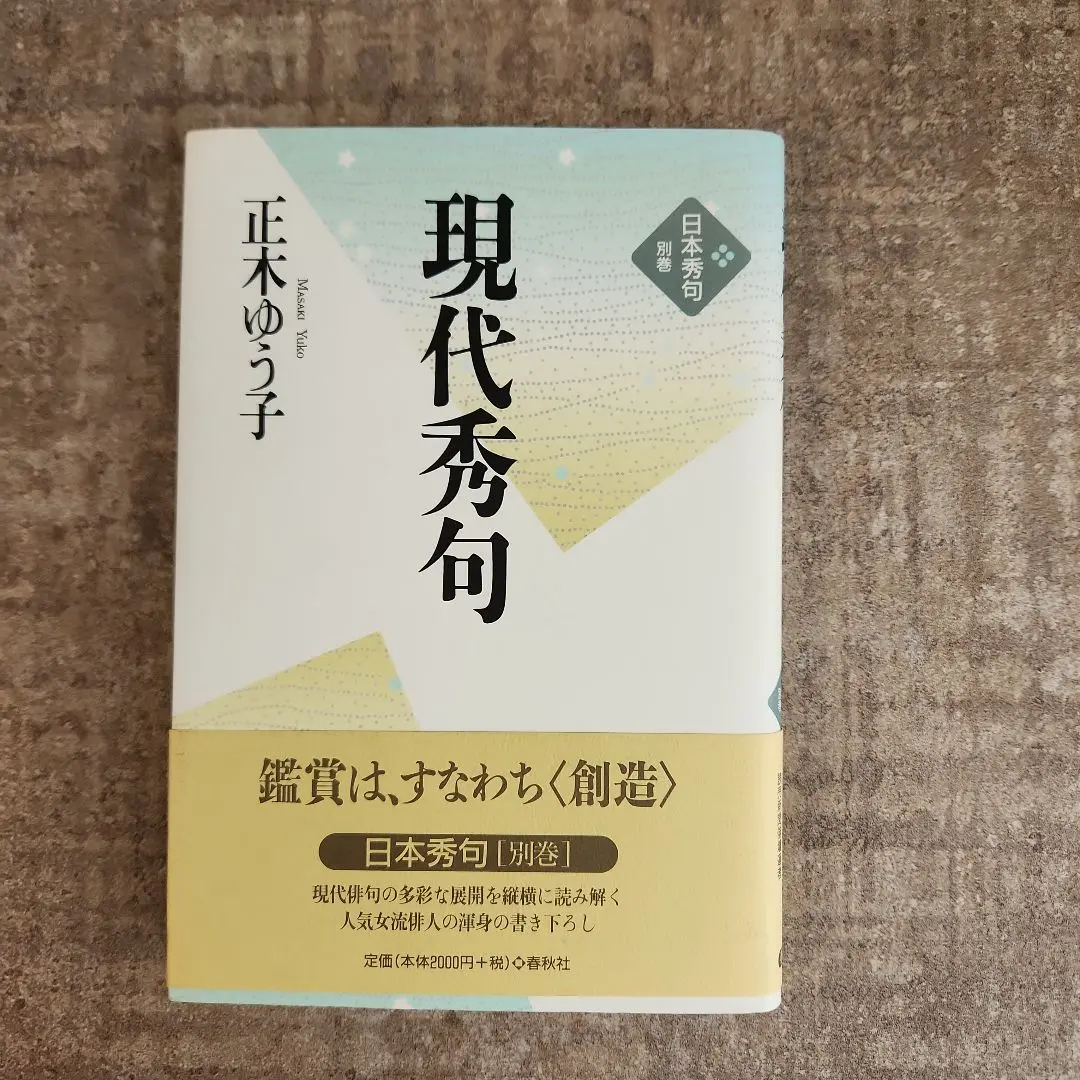 日本秀句
別巻
現代秀句
正木ゆう子
MASAKI Yuko
鑑賞は、すなわち〈創造〉
日本秀句[別巻]
現代俳句の多彩な展開を縦横に読み解く
人気女流俳人の渾身の書き下ろし
定価(本体2000円+税)◆春秋社